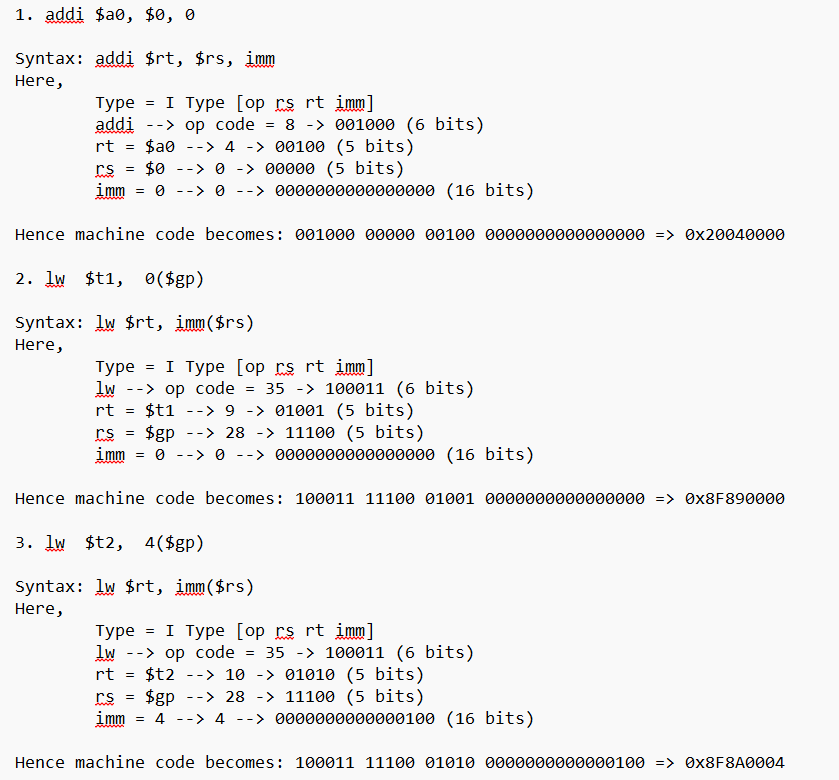 1. addi $a0, $0, 0
Syntax: addi $rt, $rs, imm
Here,
Type = I Type [op rs rt imm]
addi --> op code = 8 -> 001000 (6 bits)
rt = $a0 --> 4 -> 00100 (5 bits)
rs = $0 --> 0 -> 00000 (5 bits)
imm = 0 --> 0 --> 0000000000000000 (16 bits)
Hence machine code becomes: 001000 00000 00100 0000000000000000 => 0x20040000
2. lw $t1, 0($gp)
Syntax: lw $rt, imm($rs)
Here,
Type = I Type [op rs rt imm]
lw --> op code = 35 -> 100011 (6 bits)
rt = $t1 --> 9 -> 01001 (5 bits)
rs = $gp --> 28 -> 11100 (5 bits)
imm = 0 --> 0 --> 0000000000000000 (16 bits)
Hence machine code becomes: 100011 11100 01001 0000000000000000 => 0x8F890000
3. lw $t2, 4($gp)
Syntax: lw $rt, imm($rs)
Here,
Type = I Type [op rs rt imm]
lw --> op code = 35 -> 100011 (6 bits)
rt = $t2 --> 10 -> 01010 (5 bits)
rs = $gp --> 28 -> 11100 (5 bits)
imm = 4 --> 4 --> 0000000000000100 (16 bits)
Hence machine code becomes: 100011 11100 01010 0000000000000100 => 0x8F8A0004